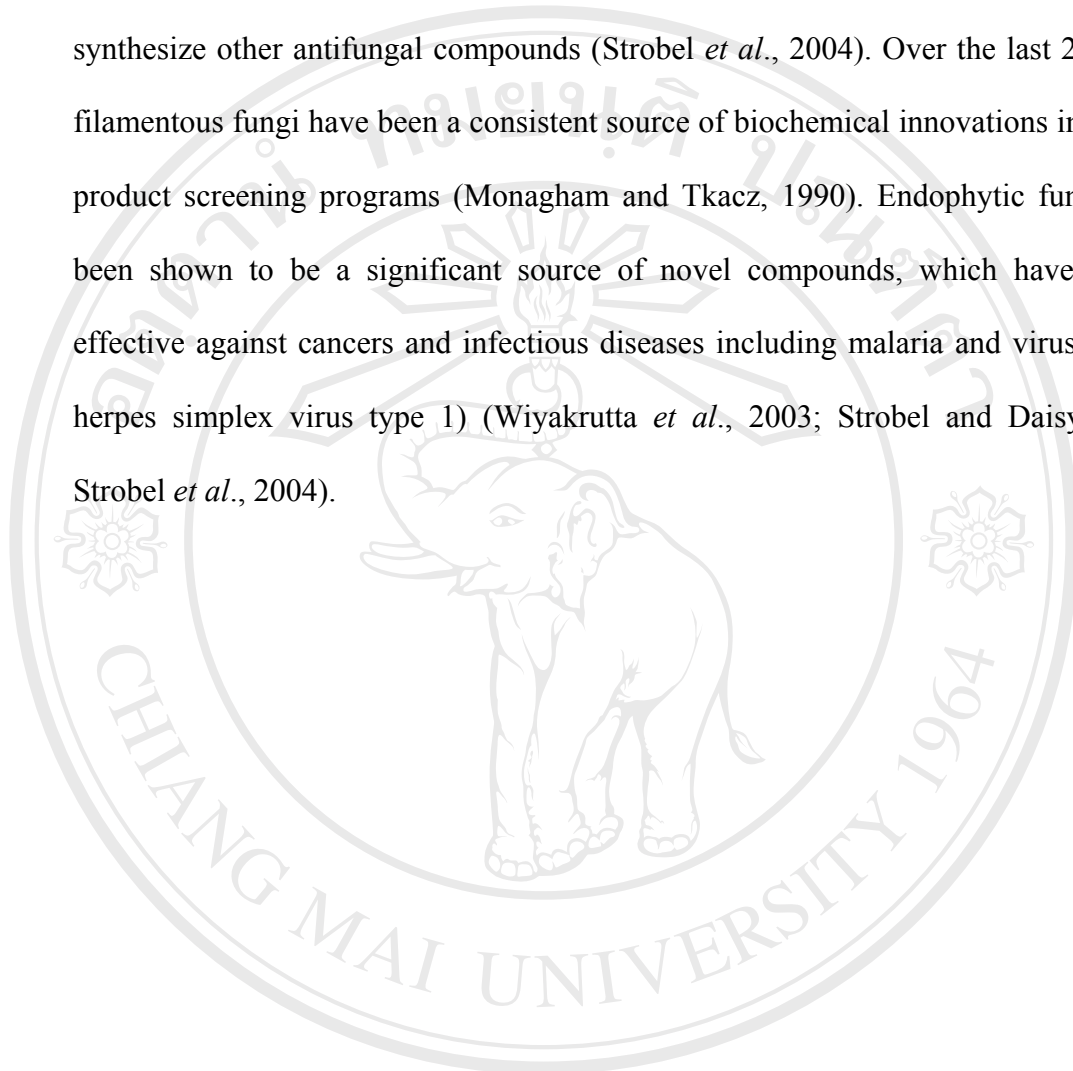 synthesize other antifungal compounds (Strobel et al., 2004). Over the last 2
filamentous fungi have been a consistent source of biochemical innovations in
product screening programs (Monagham and Tkacz, 1990). Endophytic fun
been shown to be a significant source of novel compounds, which have
effective against cancers and infectious diseases including malaria and virus
herpes simplex virus type 1) (Wiyakrutta et al., 2003; Strobel and Daisy
Strobel et al., 2004).
CHIANG MAI UNIVERSITY 1964